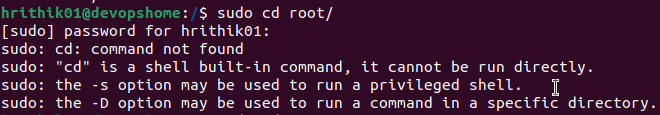 hrithik01@devopshome:/$ sudo cd root/
[sudo] password for hrithik01:
sudo: cd: command not found
sudo: "cd" is a shell built-in command, it cannot be run directly.
sudo: the -s option may be used to run a privileged shell.
sudo: the -D option may be used to run a command in a specific directory.